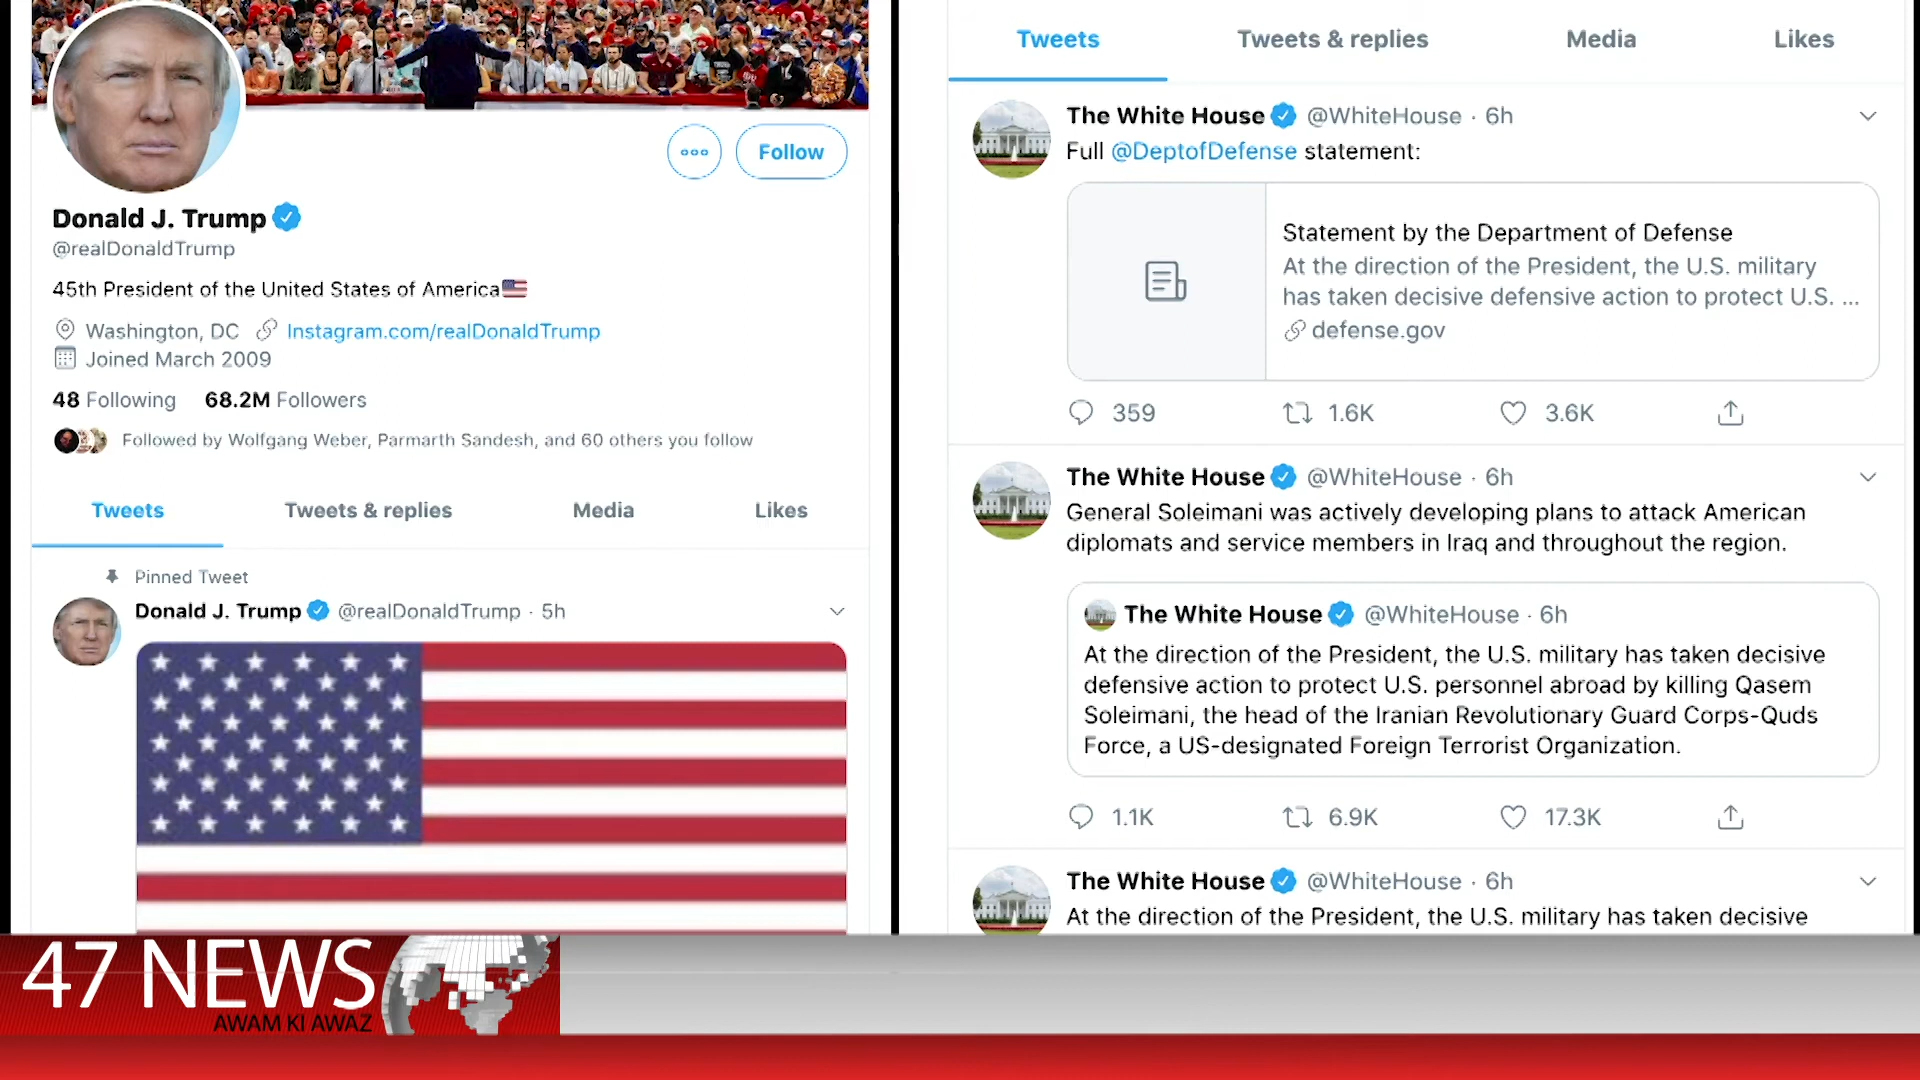 Follow
Donald J. Trump
@realDonaldTrump
45th President of the United States of America
Washington, DC Instagram.com/realDonaldTrump
Joined March 2009
48 Following 68.2M Followers
Followed by Wolfgang Weber, Parmarth Sandesh, and 60 others you follow
Tweets Tweets & replies Media Likes
Pinned Tweet
Donald J. Trump @realDonaldTrump · 5h
Tweets Tweets & replies Media Likes
The White House @WhiteHouse · 6h
Full @DeptofDefense statement:
Statement by the Department of Defense
At the direction of the President, the U.S. military
has taken decisive defensive action to protect U.S. ...
defense.gov
359 1.6K 3.6K
The White House @WhiteHouse · 6h
General Soleimani was actively developing plans to attack American
diplomats and service members in Iraq and throughout the region.
The White House @WhiteHouse · 6h
At the direction of the President, the U.S. military has taken decisive
defensive action to protect U.S. personnel abroad by killing Qasem
Soleimani, the head of the Iranian Revolutionary Guard Corps-Quds
Force, a US-designated Foreign Terrorist Organization.
1.1K 6.9K 17.3K
The White House @WhiteHouse · 6h
At the direction of the President, the U.S. military has taken decisive
47 NEWS
AWAM KI AWAZ